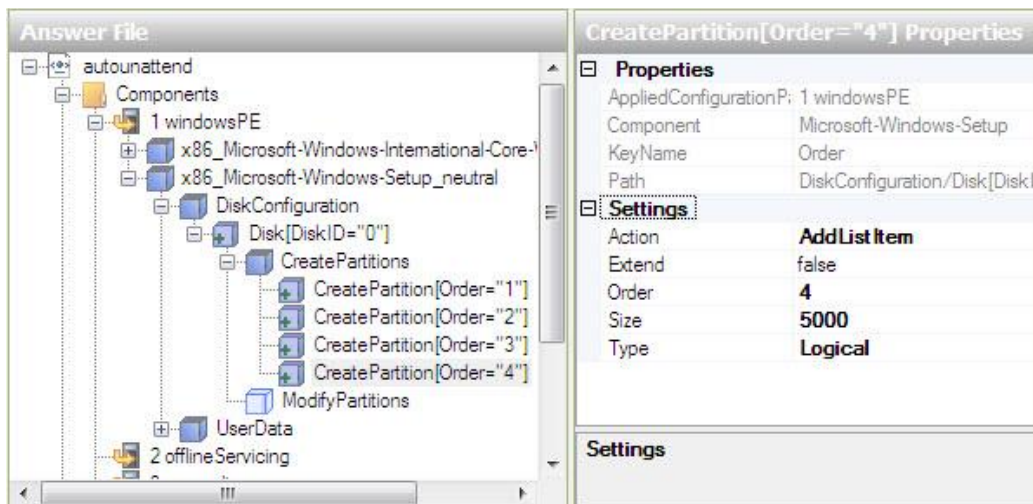 Answer File
autounattend
Components
1 windowsPE
x86_Microsoft-Windows-International-Core-
x86_Microsoft-Windows-Setup_neutral
DiskConfiguration
Disk[DiskID="0"]
CreatePartitions
CreatePartition[Order="1"]
CreatePartition[Order="2"]
CreatePartition[Order="3"]
CreatePartition[Order="4"]
ModifyPartitions
UserData
2 offlineServicing
CreatePartition[Order="4"] Properties
Properties
AppliedConfigurationP 1 windowsPE
Component Microsoft-Windows-Setup
KeyName Order
Path DiskConfiguration/Disk[Disk
Settings
Action AddListItem
Extend false
Order 4
Size 5000
Type Logical
Settings